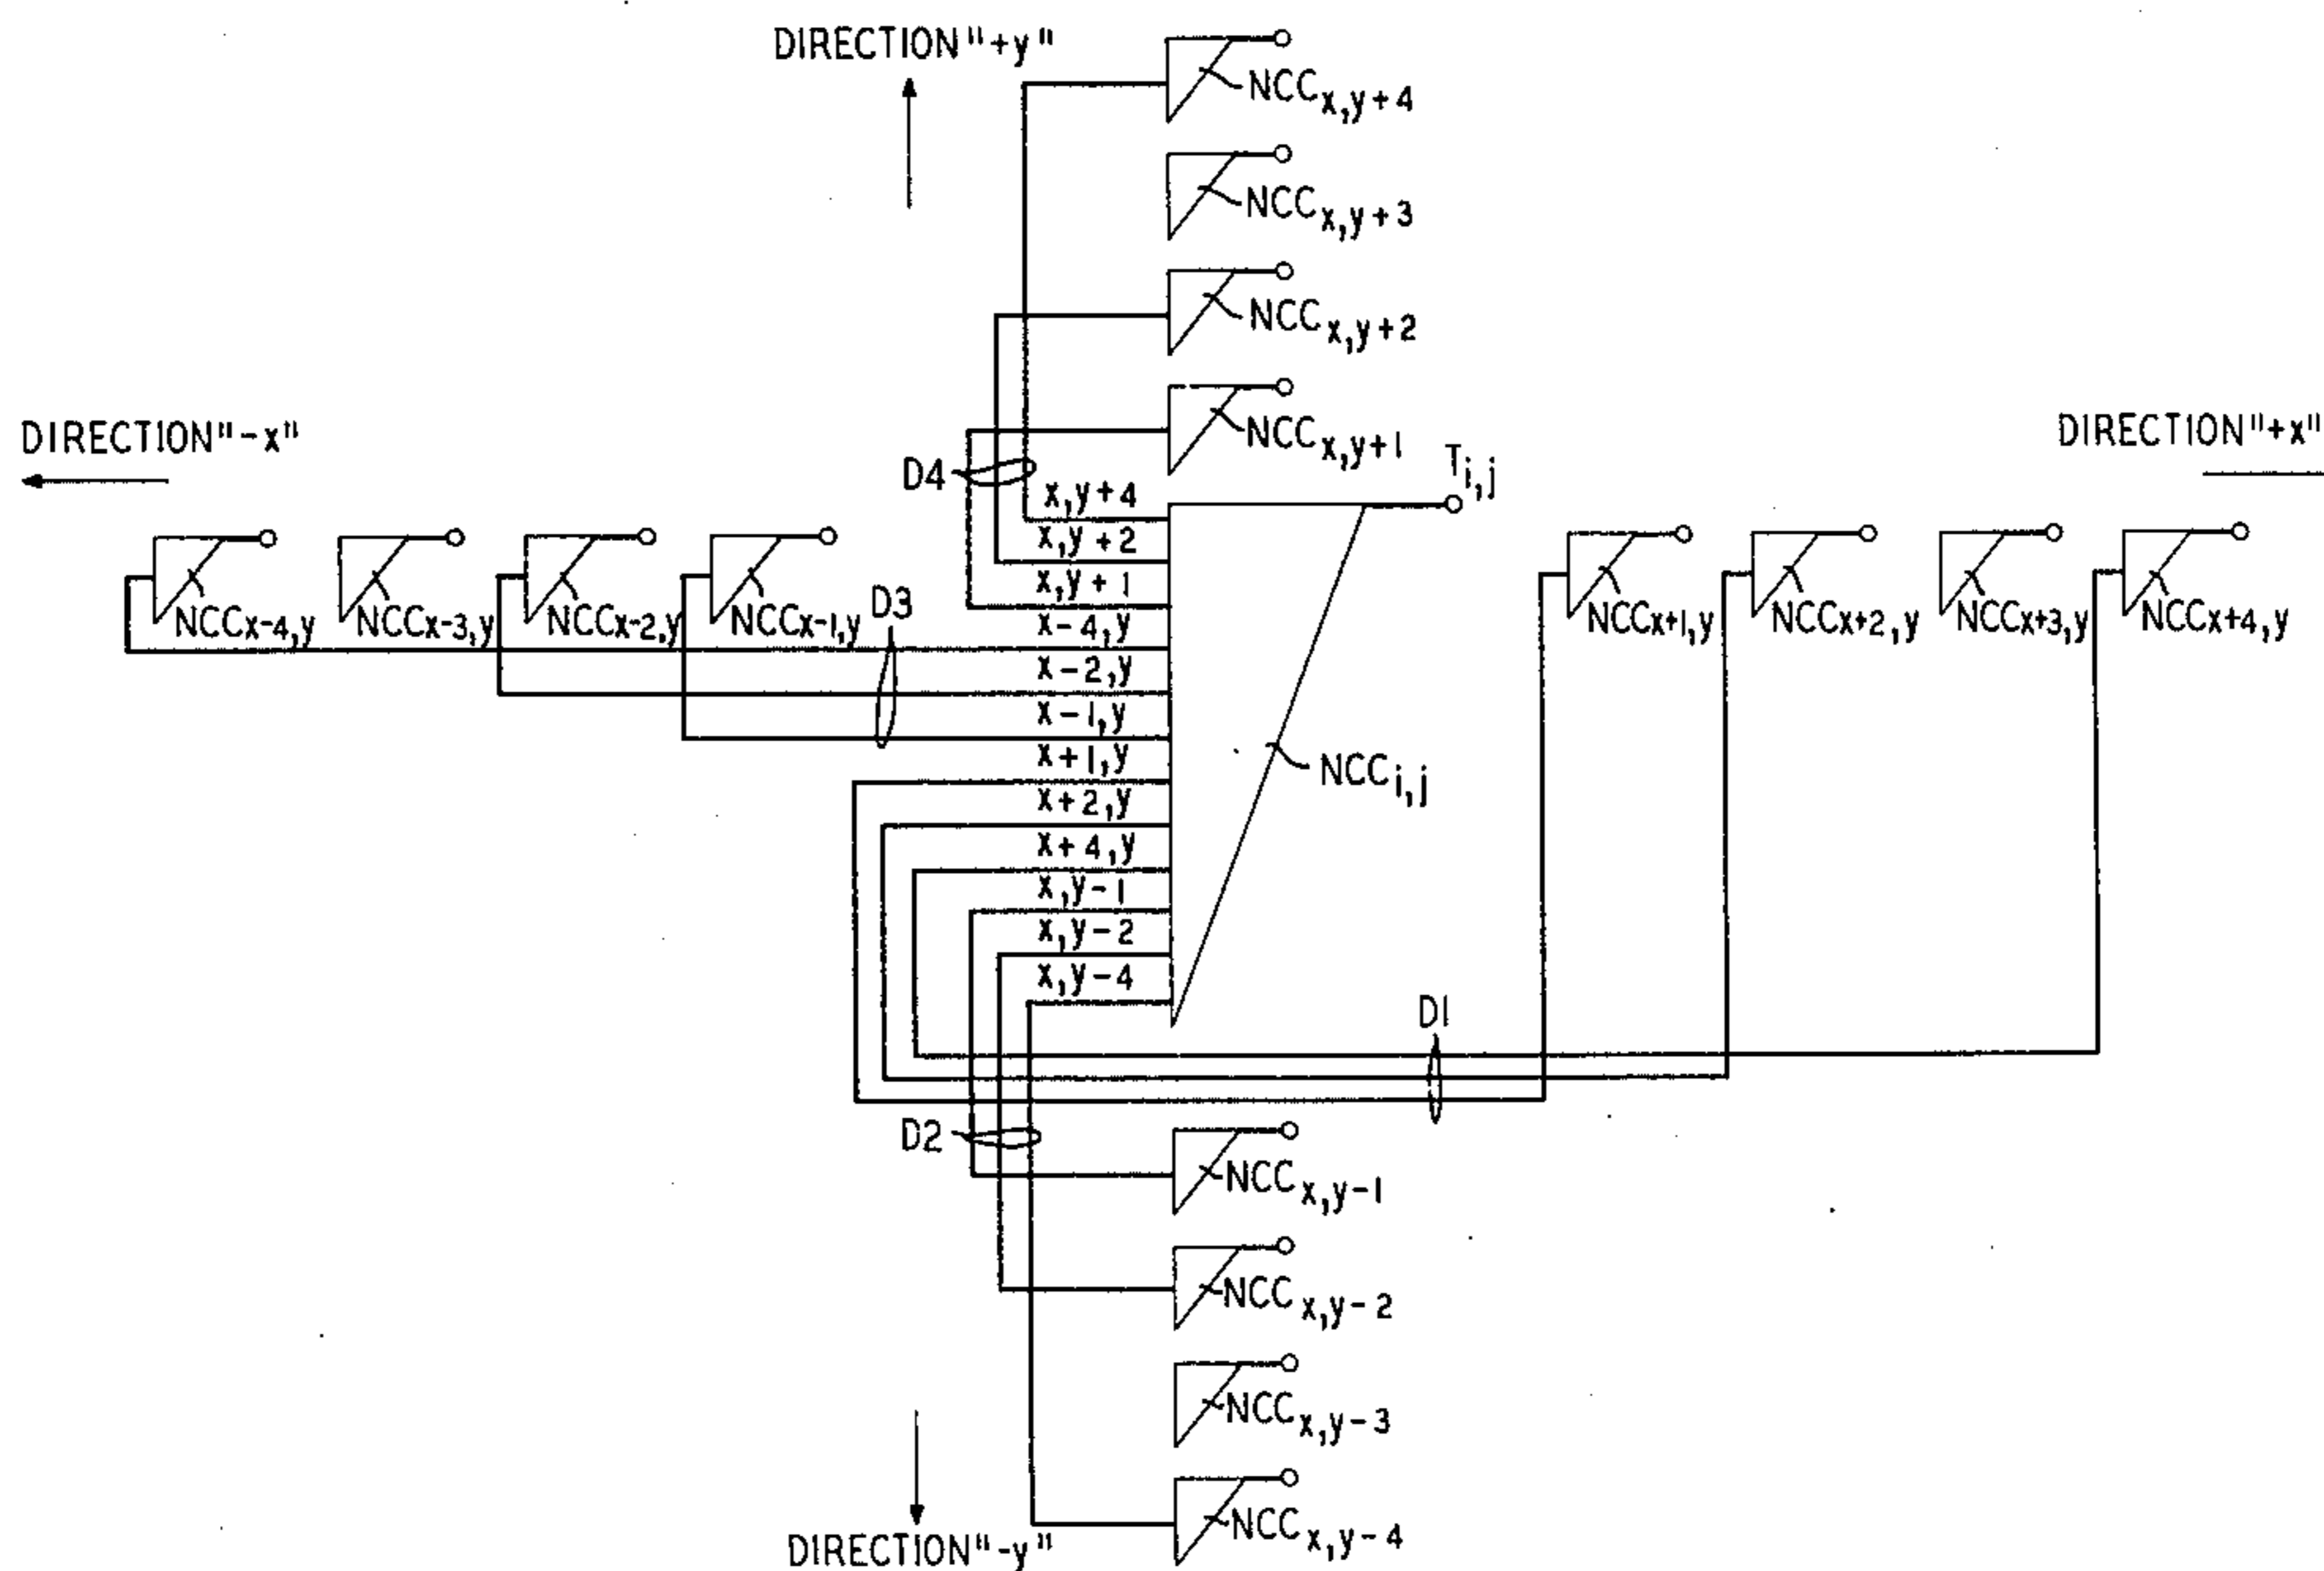 DIRECTION"+y"
NCCx,y+4
NCCx,y+3
NCCx,y+2
NCCx,y+1
DIRECTION"-x"
DIRECTION"+x"
D4
Ti,j
x,y+4
x,y+2
x,y+1
x-4,y
x-2,y
x-1,y
x+1,y
x+2,y
x+4,y
x,y-1
x,y-2
x,y-4
NCCx-4,y
NCCx-3,y
NCCx-2,y
NCCx-1,y
D3
NCCi,j
NCCx+1,y
NCCx+2,y
NCCx+3,y
NCCx+4,y
D1
D2
NCCx,y-1
NCCx,y-2
NCCx,y-3
NCCx,y-4
DIRECTION"-y"